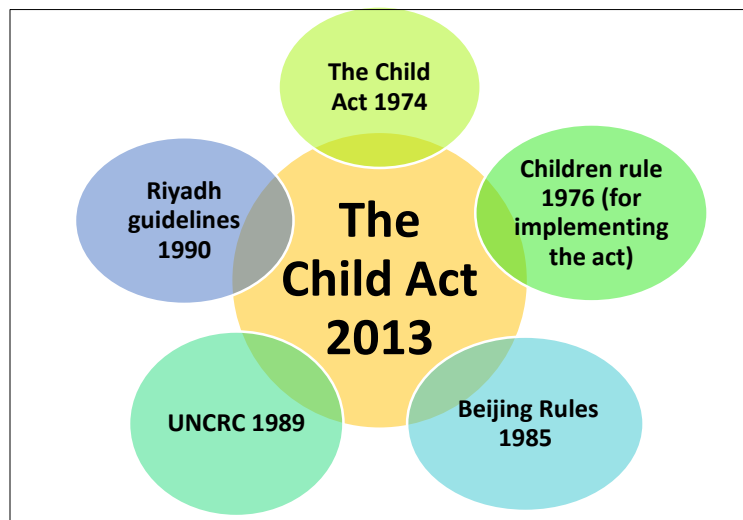 The Child
Act 1974
Children rule
1976 (for
implementing
the act)
Beijing Rules
1985
UNCRC 1989
Riyadh
guidelines
1990
The
Child Act
2013